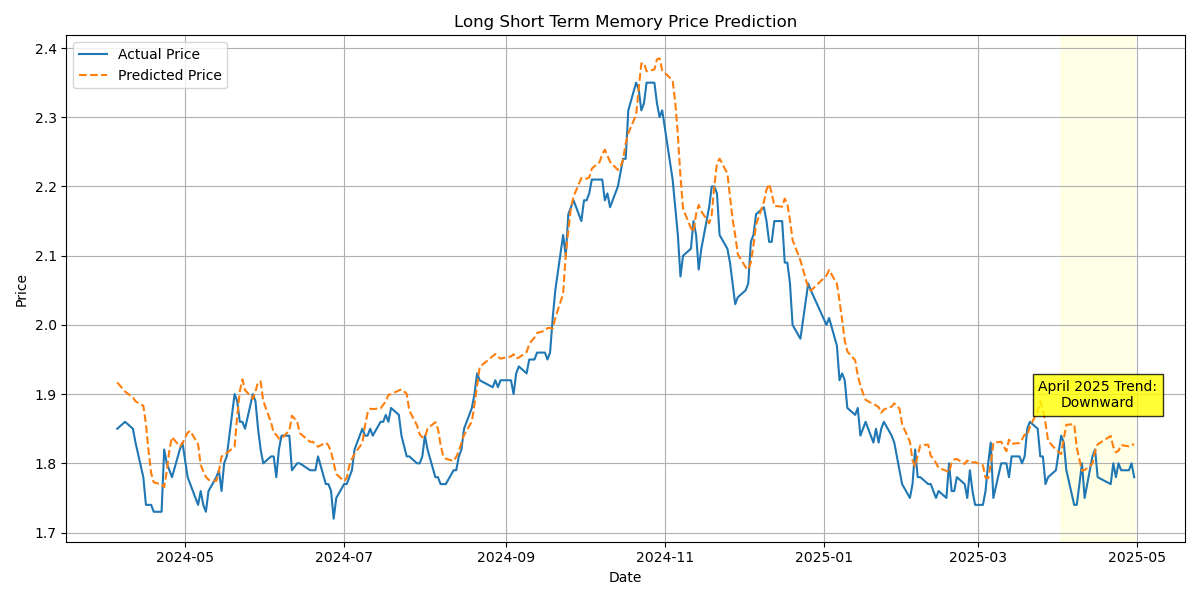 Long Short Term Memory Price Prediction
Actual Price
Predicted Price
Price
2.4
2.3
2.2
2.1
2.0
1.9
1.8
1.7
April 2025 Trend:
Downward
2024-05
2024-07
2024-09
2024-11
2025-01
2025-03
2025-05
Date